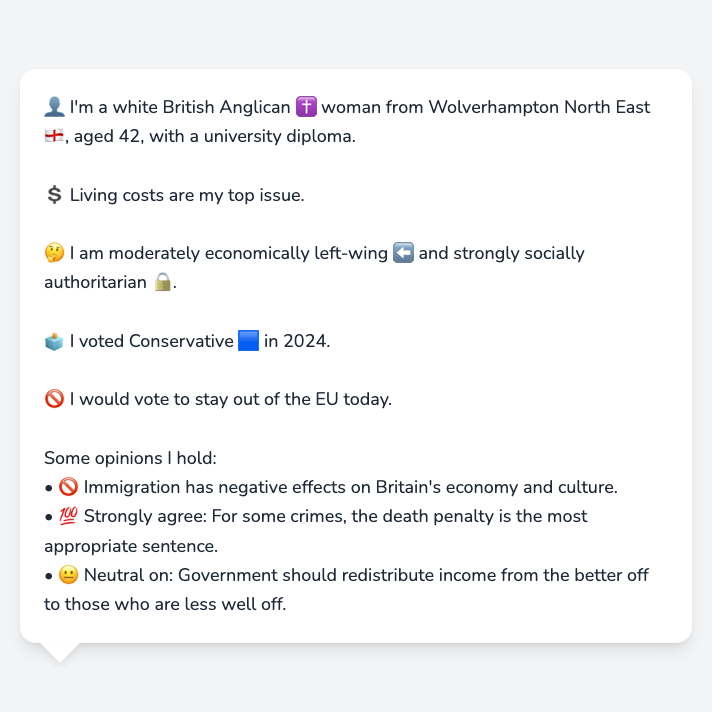 👤 I'm a white British Anglican ✝️ woman from Wolverhampton North East
🏴󠁧󠁢󠁥󠁮󠁧󠁿, aged 42, with a university diploma.
💲 Living costs are my top issue.
🤔 I am moderately economically left-wing ⬅️ and strongly socially
authoritarian 🔒.
🗳️ I voted Conservative 🟦 in 2024.
🚫 I would vote to stay out of the EU today.
Some opinions I hold:
• 🚫 Immigration has negative effects on Britain's economy and culture.
• 💯 Strongly agree: For some crimes, the death penalty is the most
appropriate sentence.
• 😐 Neutral on: Government should redistribute income from the better off
to those who are less well off.